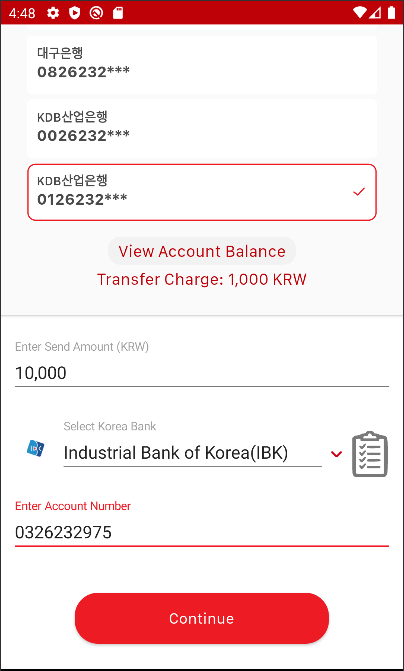 4:48
대구은행
0826232***
KDB산업은행
0026232***
KDB산업은행
0126232***
View Account Balance
Transfer Charge: 1,000 KRW
Enter Send Amount (KRW)
10,000
Select Korea Bank
Industrial Bank of Korea(IBK)
Enter Account Number
0326232975
Continue